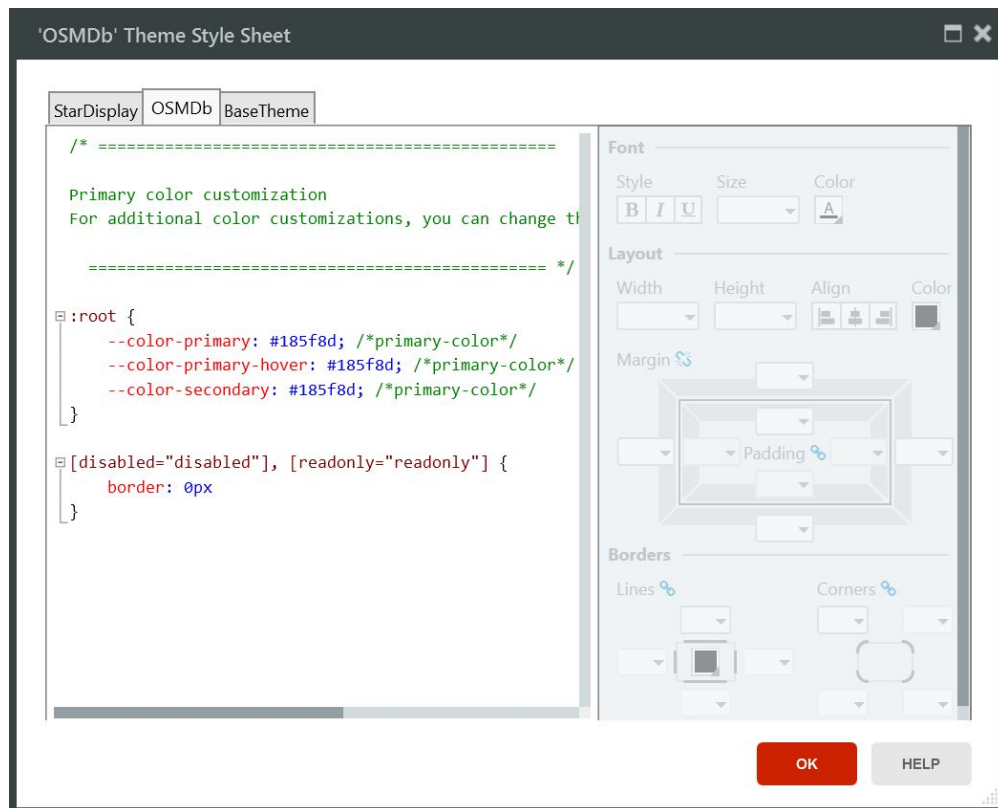 'OSMDb' Theme Style Sheet
StarDisplay OSMDb BaseTheme
/* ================================================
Primary color customization
For additional color customizations, you can change
================================================ */
:root {
--color-primary: #185f8d; /*primary-color*/
--color-primary-hover: #185f8d; /*primary-color*/
--color-secondary: #185f8d; /*primary-color*/
}
[disabled="disabled"], [readonly="readonly"] {
border: 0px
}
Font
Style Size Color
B I U A
Layout
Width Height Align Color
Margin
Padding
Borders
Lines Corners
OK HELP